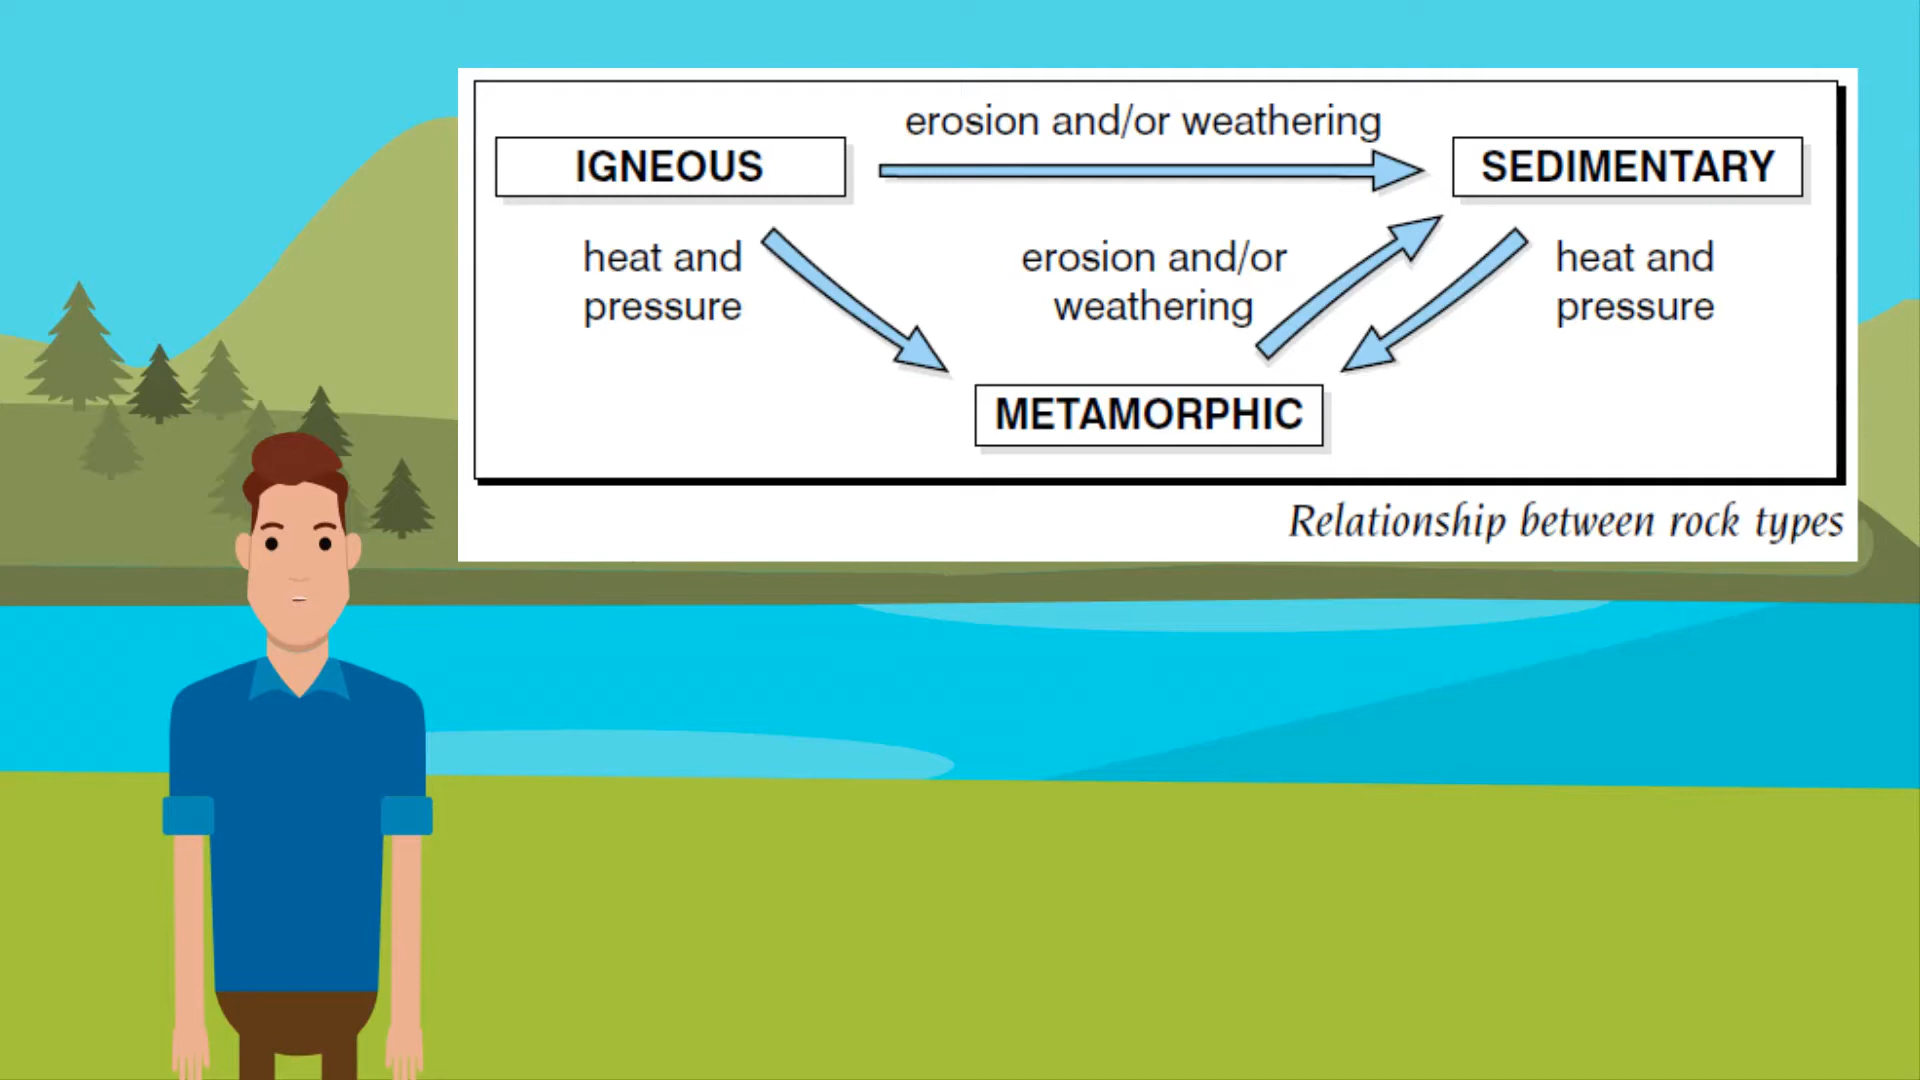 erosion and/or weathering
IGNEOUS
SEDIMENTARY
heat and
pressure
erosion and/or
weathering
heat and
pressure
METAMORPHIC
Relationship between rock types